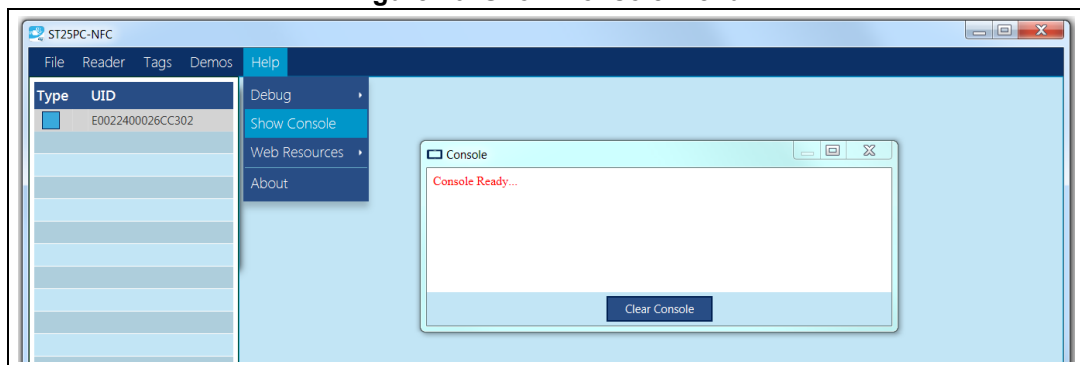 ST25PC-NFC
File Reader Tags Demos Help
Type UID
E0022400026CC302
Debug
Show Console
Web Resources
About
Console
Console Ready...
Clear Console